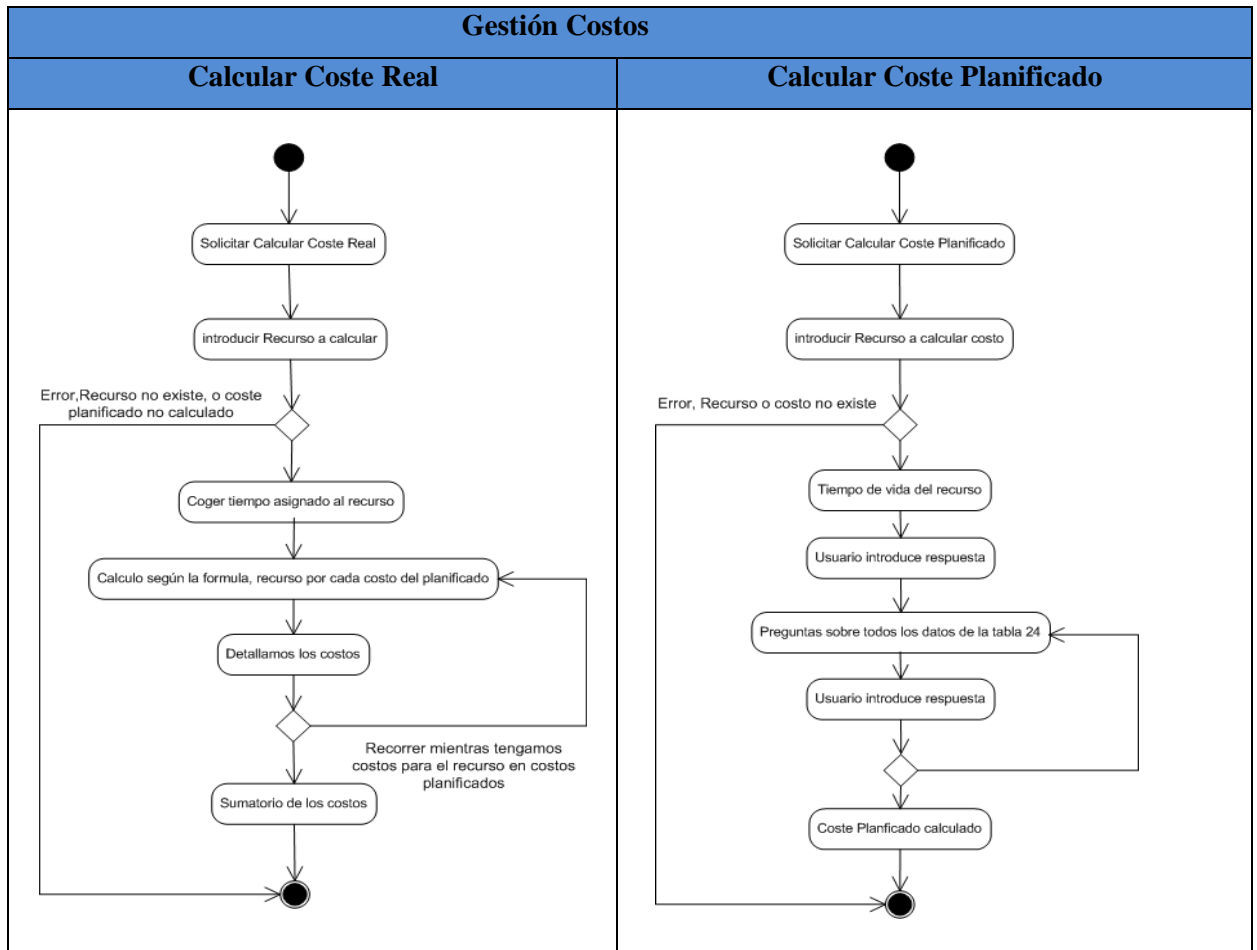 Gestión Costos
Calcular Coste Real
Calcular Coste Planificado
Solicitar Calcular Coste Real
introducir Recurso a calcular
Error,Recurso no existe, o coste
planificado no calculado
Coger tiempo asignado al recurso
Calculo según la formula, recurso por cada costo del planificado
Detallamos los costos
Recorrer mientras tengamos
costos para el recurso en costos
planificados
Sumatorio de los costos
Solicitar Calcular Coste Planificado
introducir Recurso a calcular costo
Error, Recurso o costo no existe
Tiempo de vida del recurso
Usuario introduce respuesta
Preguntas sobre todos los datos de la tabla 24
Usuario introduce respuesta
Coste Planficado calculado